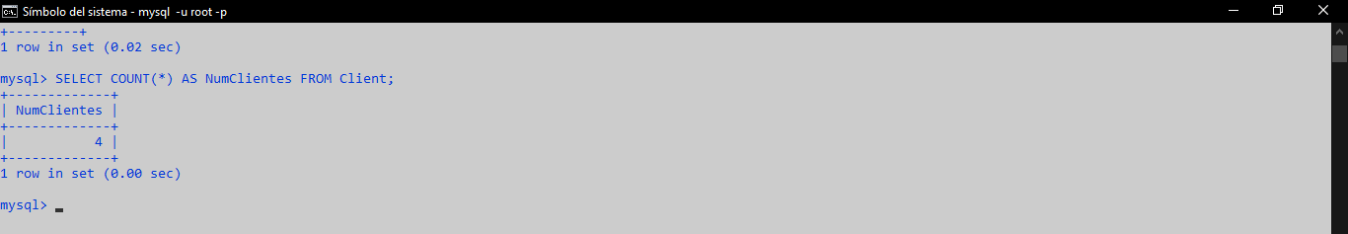 Símbolo del sistema - mysql -u root -p
+---------+
1 row in set (0.02 sec)
mysql> SELECT COUNT(*) AS NumClientes FROM Client;
+-------------+
| NumClientes |
+-------------+
|           4 |
+-------------+
1 row in set (0.00 sec)
mysql>